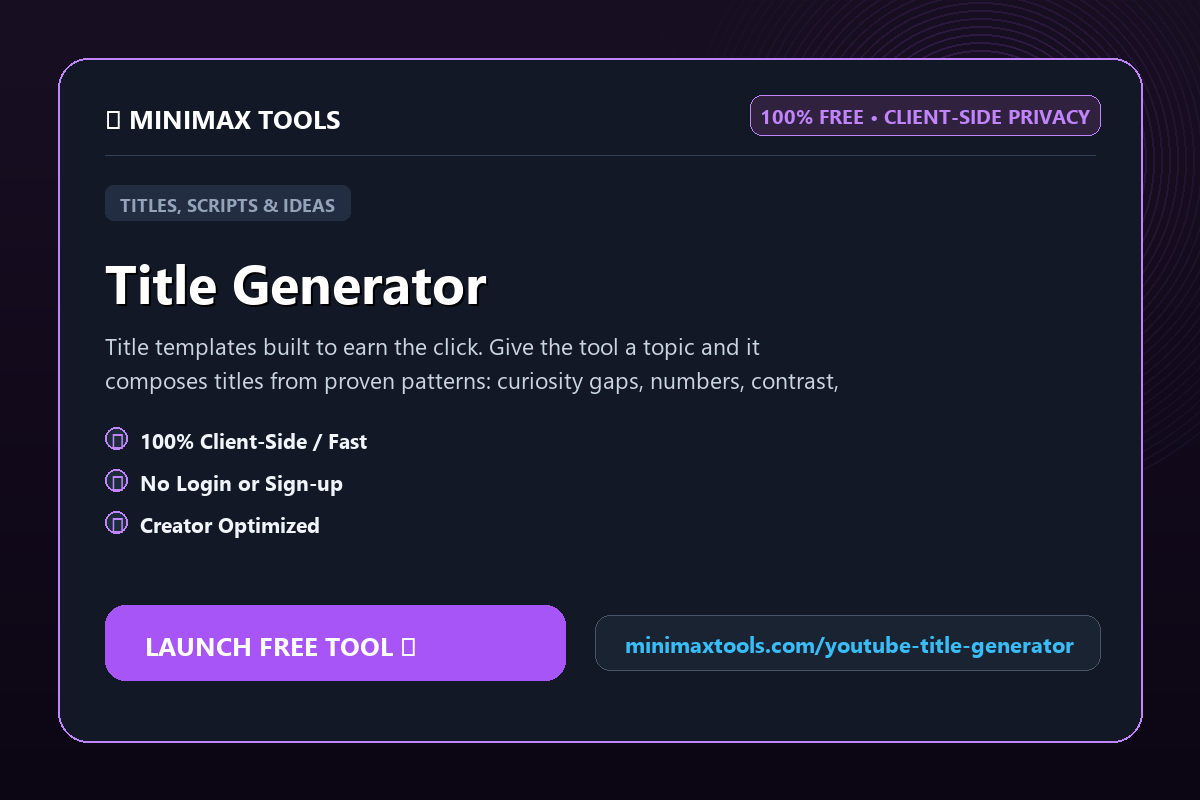 MINIMAX TOOLS
100% FREE • CLIENT-SIDE PRIVACY
TITLES, SCRIPTS & IDEAS
Title Generator
Title templates built to earn the click. Give the tool a topic and it
composes titles from proven patterns: curiosity gaps, numbers, contrast,
100% Client-Side / Fast
No Login or Sign-up
Creator Optimized
LAUNCH FREE TOOL
minimaxtools.com/youtube-title-generator